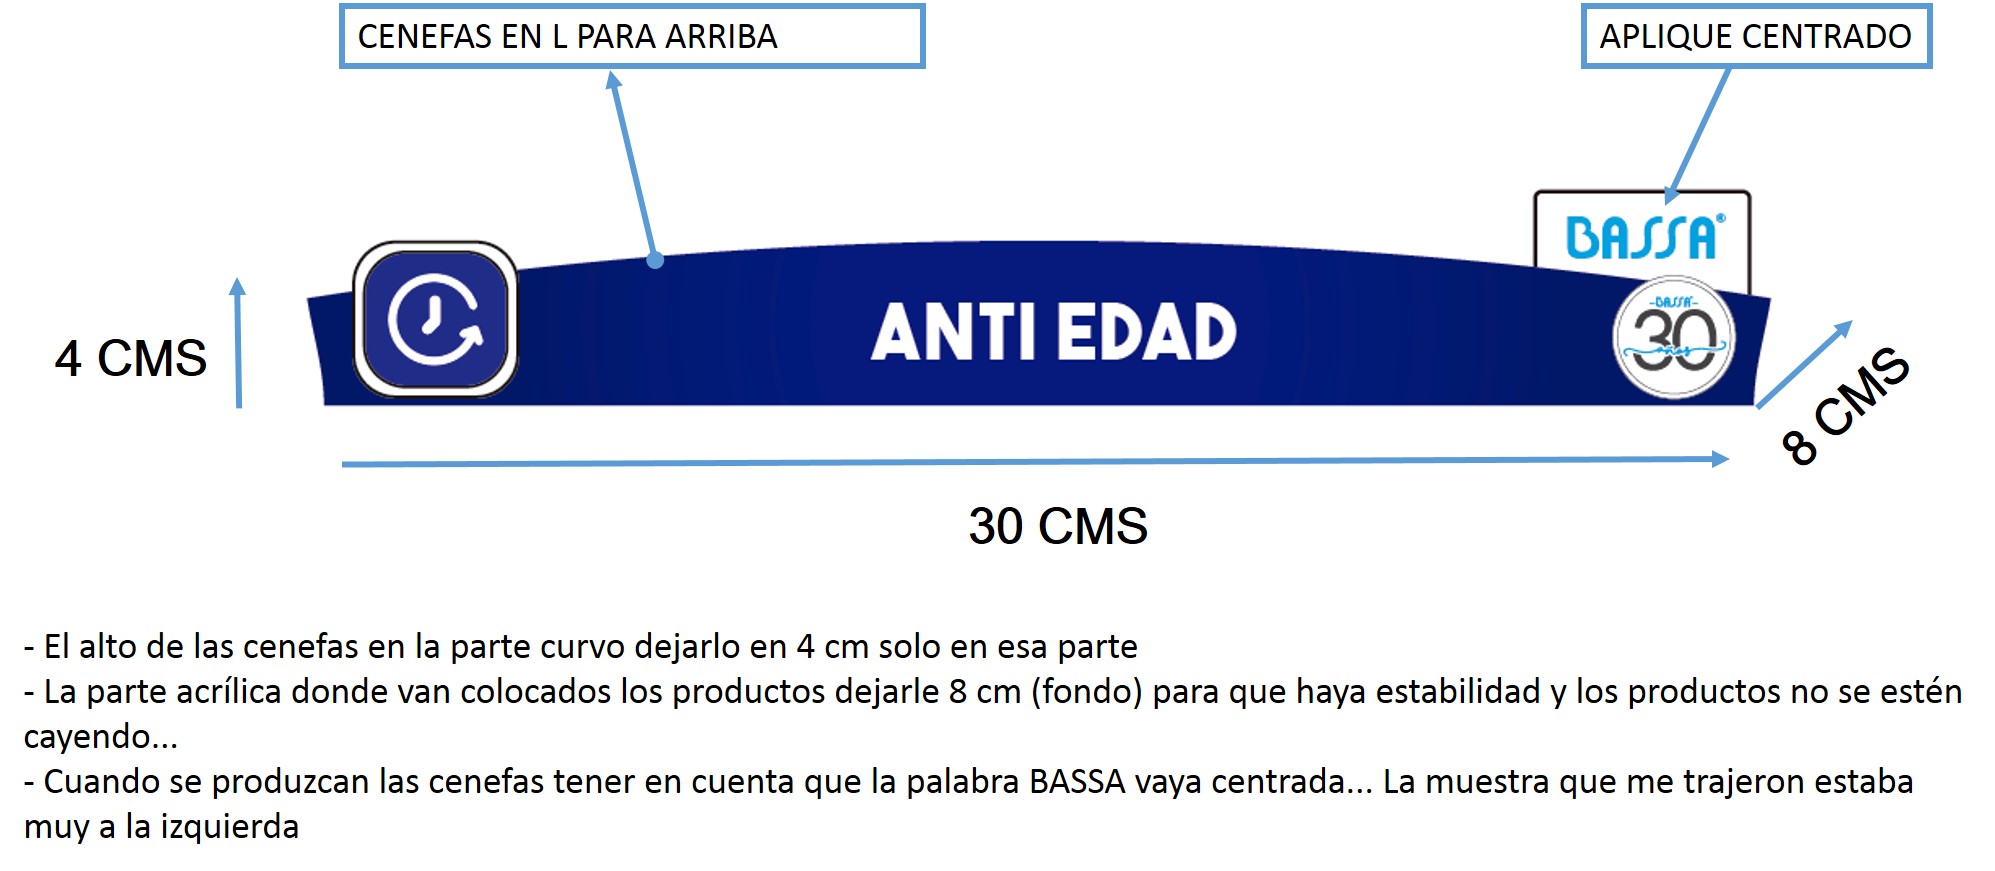 CENEFAS EN L PARA ARRIBA
APLIQUE CENTRADO
BASSA®
ANTI EDAD
-BASSA-
30
años
4 CMS
8 CMS
30 CMS
- El alto de las cenefas en la parte curvo dejarlo en 4 cm solo en esa parte
- La parte acrílica donde van colocados los productos dejarle 8 cm (fondo) para que haya estabilidad y los productos no se estén
cayendo...
- Cuando se produzcan las cenefas tener en cuenta que la palabra BASSA vaya centrada... La muestra que me trajeron estaba
muy a la izquierda